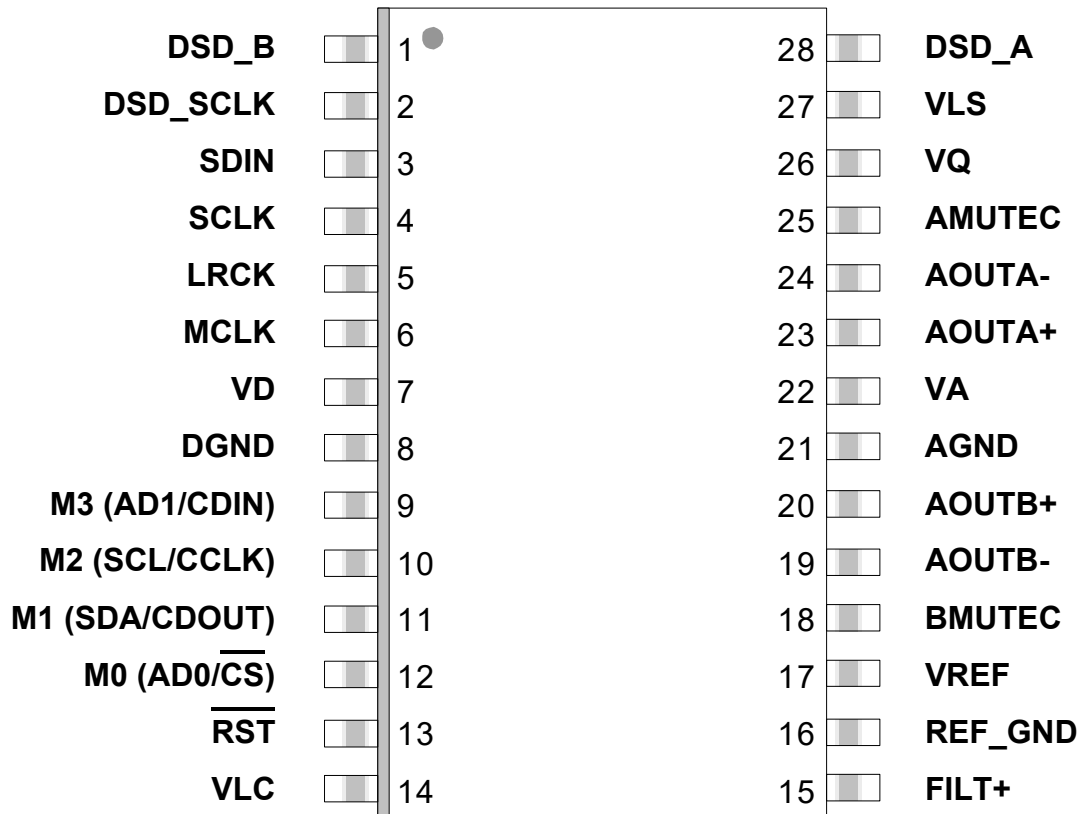 DSD_B 1 28 DSD_A
DSD_SCLK 2 27 VLS
SDIN 3 26 VQ
SCLK 4 25 AMUTEC
LRCK 5 24 AOUTA-
MCLK 6 23 AOUTA+
VD 7 22 VA
DGND 8 21 AGND
M3 (AD1/CDIN) 9 20 AOUTB+
M2 (SCL/CCLK) 10 19 AOUTB-
M1 (SDA/CDOUT) 11 18 BMUTEC
M0 (AD0/C̅S̅) 12 17 VREF
R̅S̅T̅ 13 16 REF_GND
VLC 14 15 FILT+